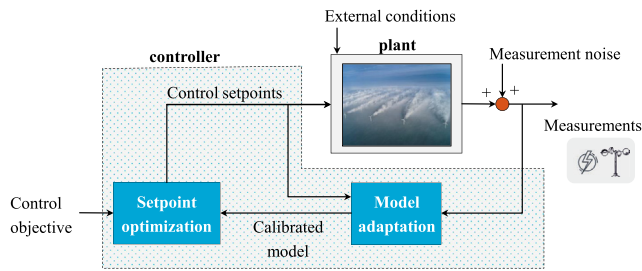 External conditions
controller
plant
Measurement noise
Control setpoints
+
+
Measurements
Control
objective
Setpoint
optimization
Calibrated
model
Model
adaptation